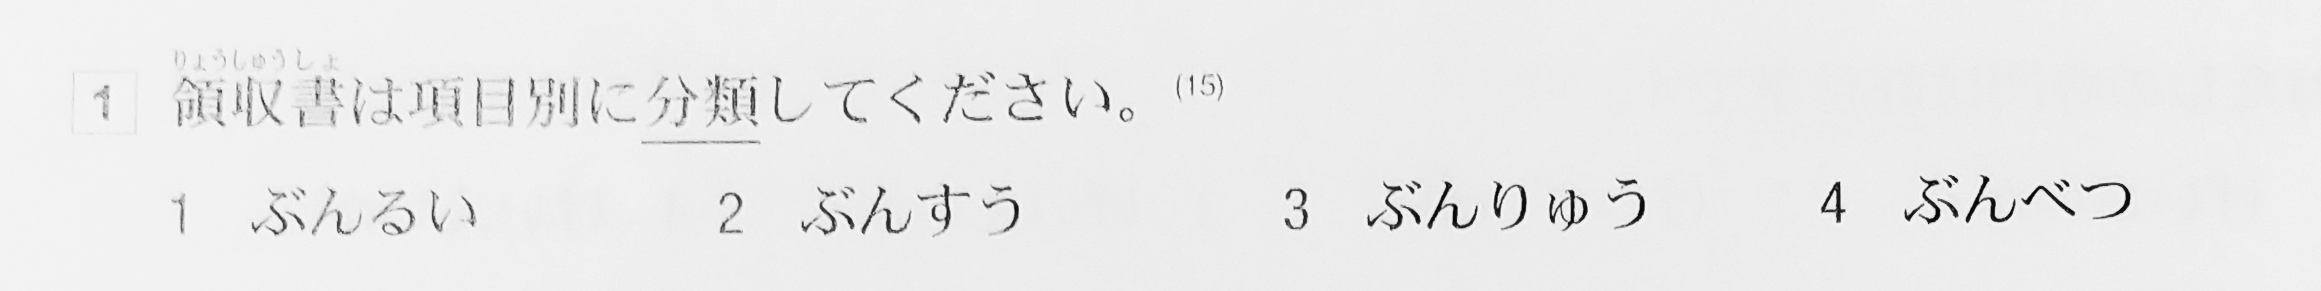 りょうしゅうしょ
1 領収書は項目別に分類してください。(15)
1 ぶんるい 2 ぶんすう 3 ぶんりゅう 4 ぶんべつ